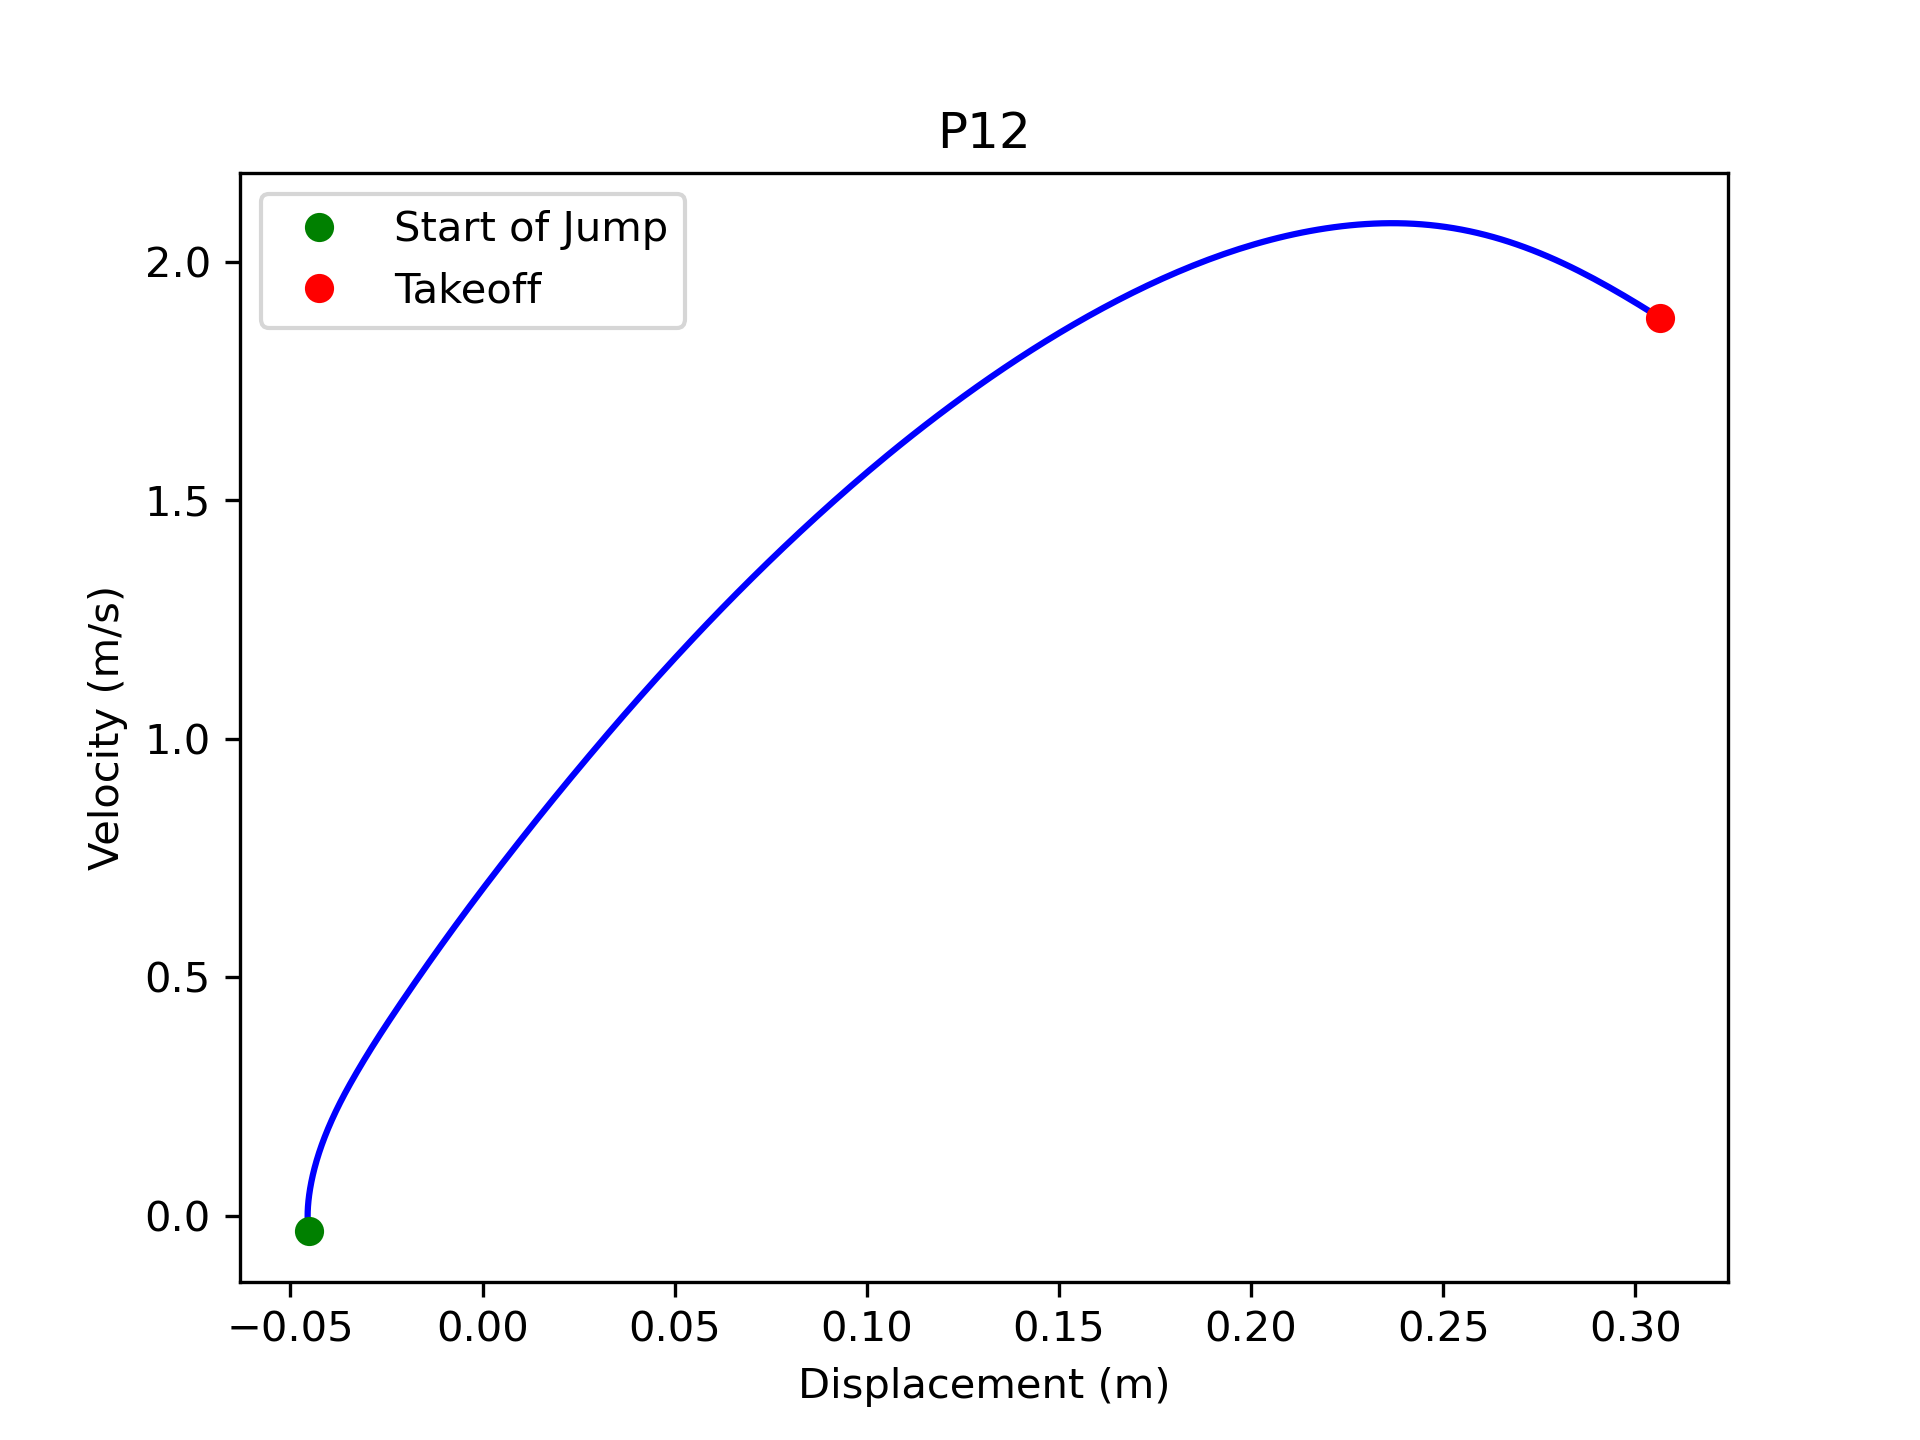 P12
Start of Jump
Takeoff
2.0
1.5
1.0
0.5
0.0
Velocity (m/s)
−0.05 0.00 0.05 0.10 0.15 0.20 0.25 0.30
Displacement (m)